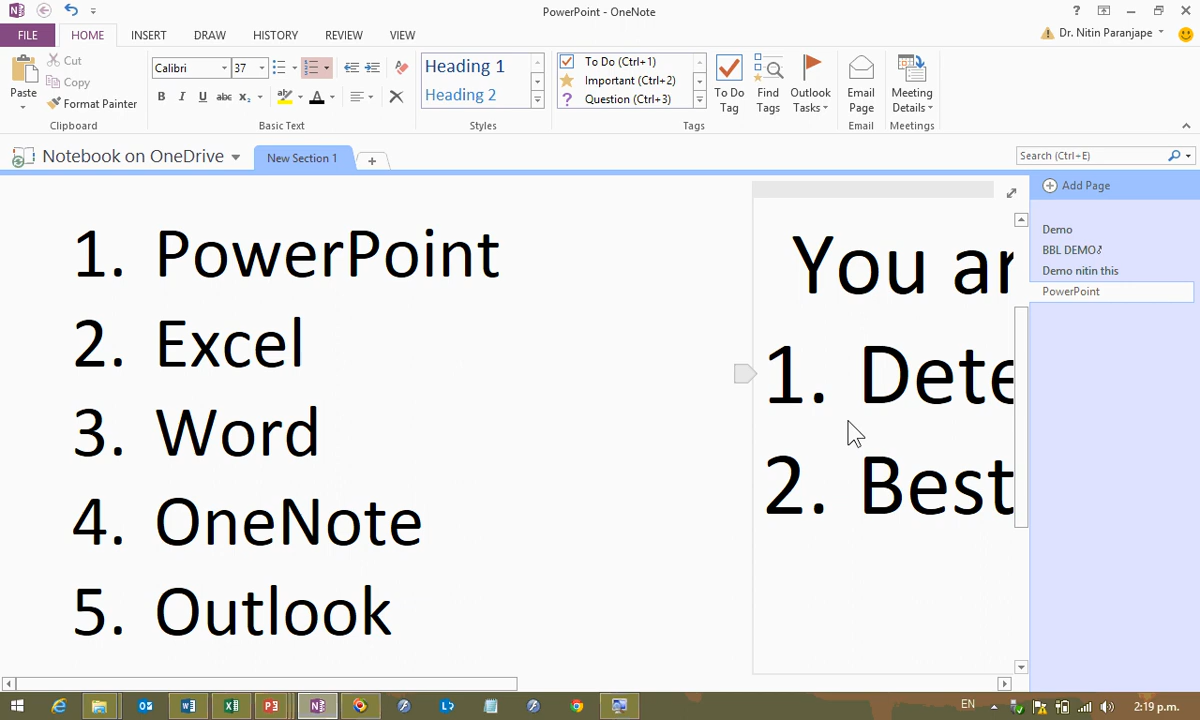 PowerPoint - OneNote
Dr. Nitin Paranjape
FILE HOME INSERT DRAW HISTORY REVIEW VIEW
Paste
Cut
Copy
Format Painter
Clipboard
Calibri 37
B I U abc X₂ A
Basic Text
Heading 1
Heading 2
Styles
To Do (Ctrl+1)
Important (Ctrl+2)
Question (Ctrl+3)
To Do Tag
Find Tags
Tags
Outlook Tasks
Email Page
Email
Meeting Details
Meetings
Notebook on OneDrive
New Section 1
Search (Ctrl+E)
Add Page
Demo
BBL DEMO
Demo nitin this
PowerPoint
1. PowerPoint
2. Excel
3. Word
4. OneNote
5. Outlook
You ar
1. Dete
2. Best
EN
2:19 p.m.